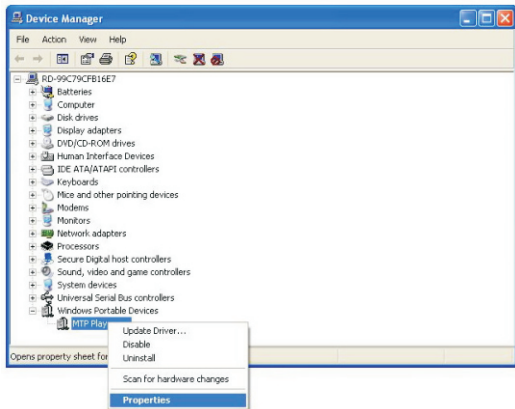 Device Manager
File Action View Help
RD-99C79CFB16E7
Batteries
Computer
Disk drives
Display adapters
DVD/CD-ROM drives
Human Interface Devices
IDE ATA/ATAPI controllers
Keyboards
Mice and other pointing devices
Modems
Monitors
Network adapters
Processors
Secure Digital host controllers
Sound, video and game controllers
System devices
Universal Serial Bus controllers
Windows Portable Devices
MTP Play
Update Driver...
Disable
Uninstall
Opens property sheet for
Scan for hardware changes
Properties